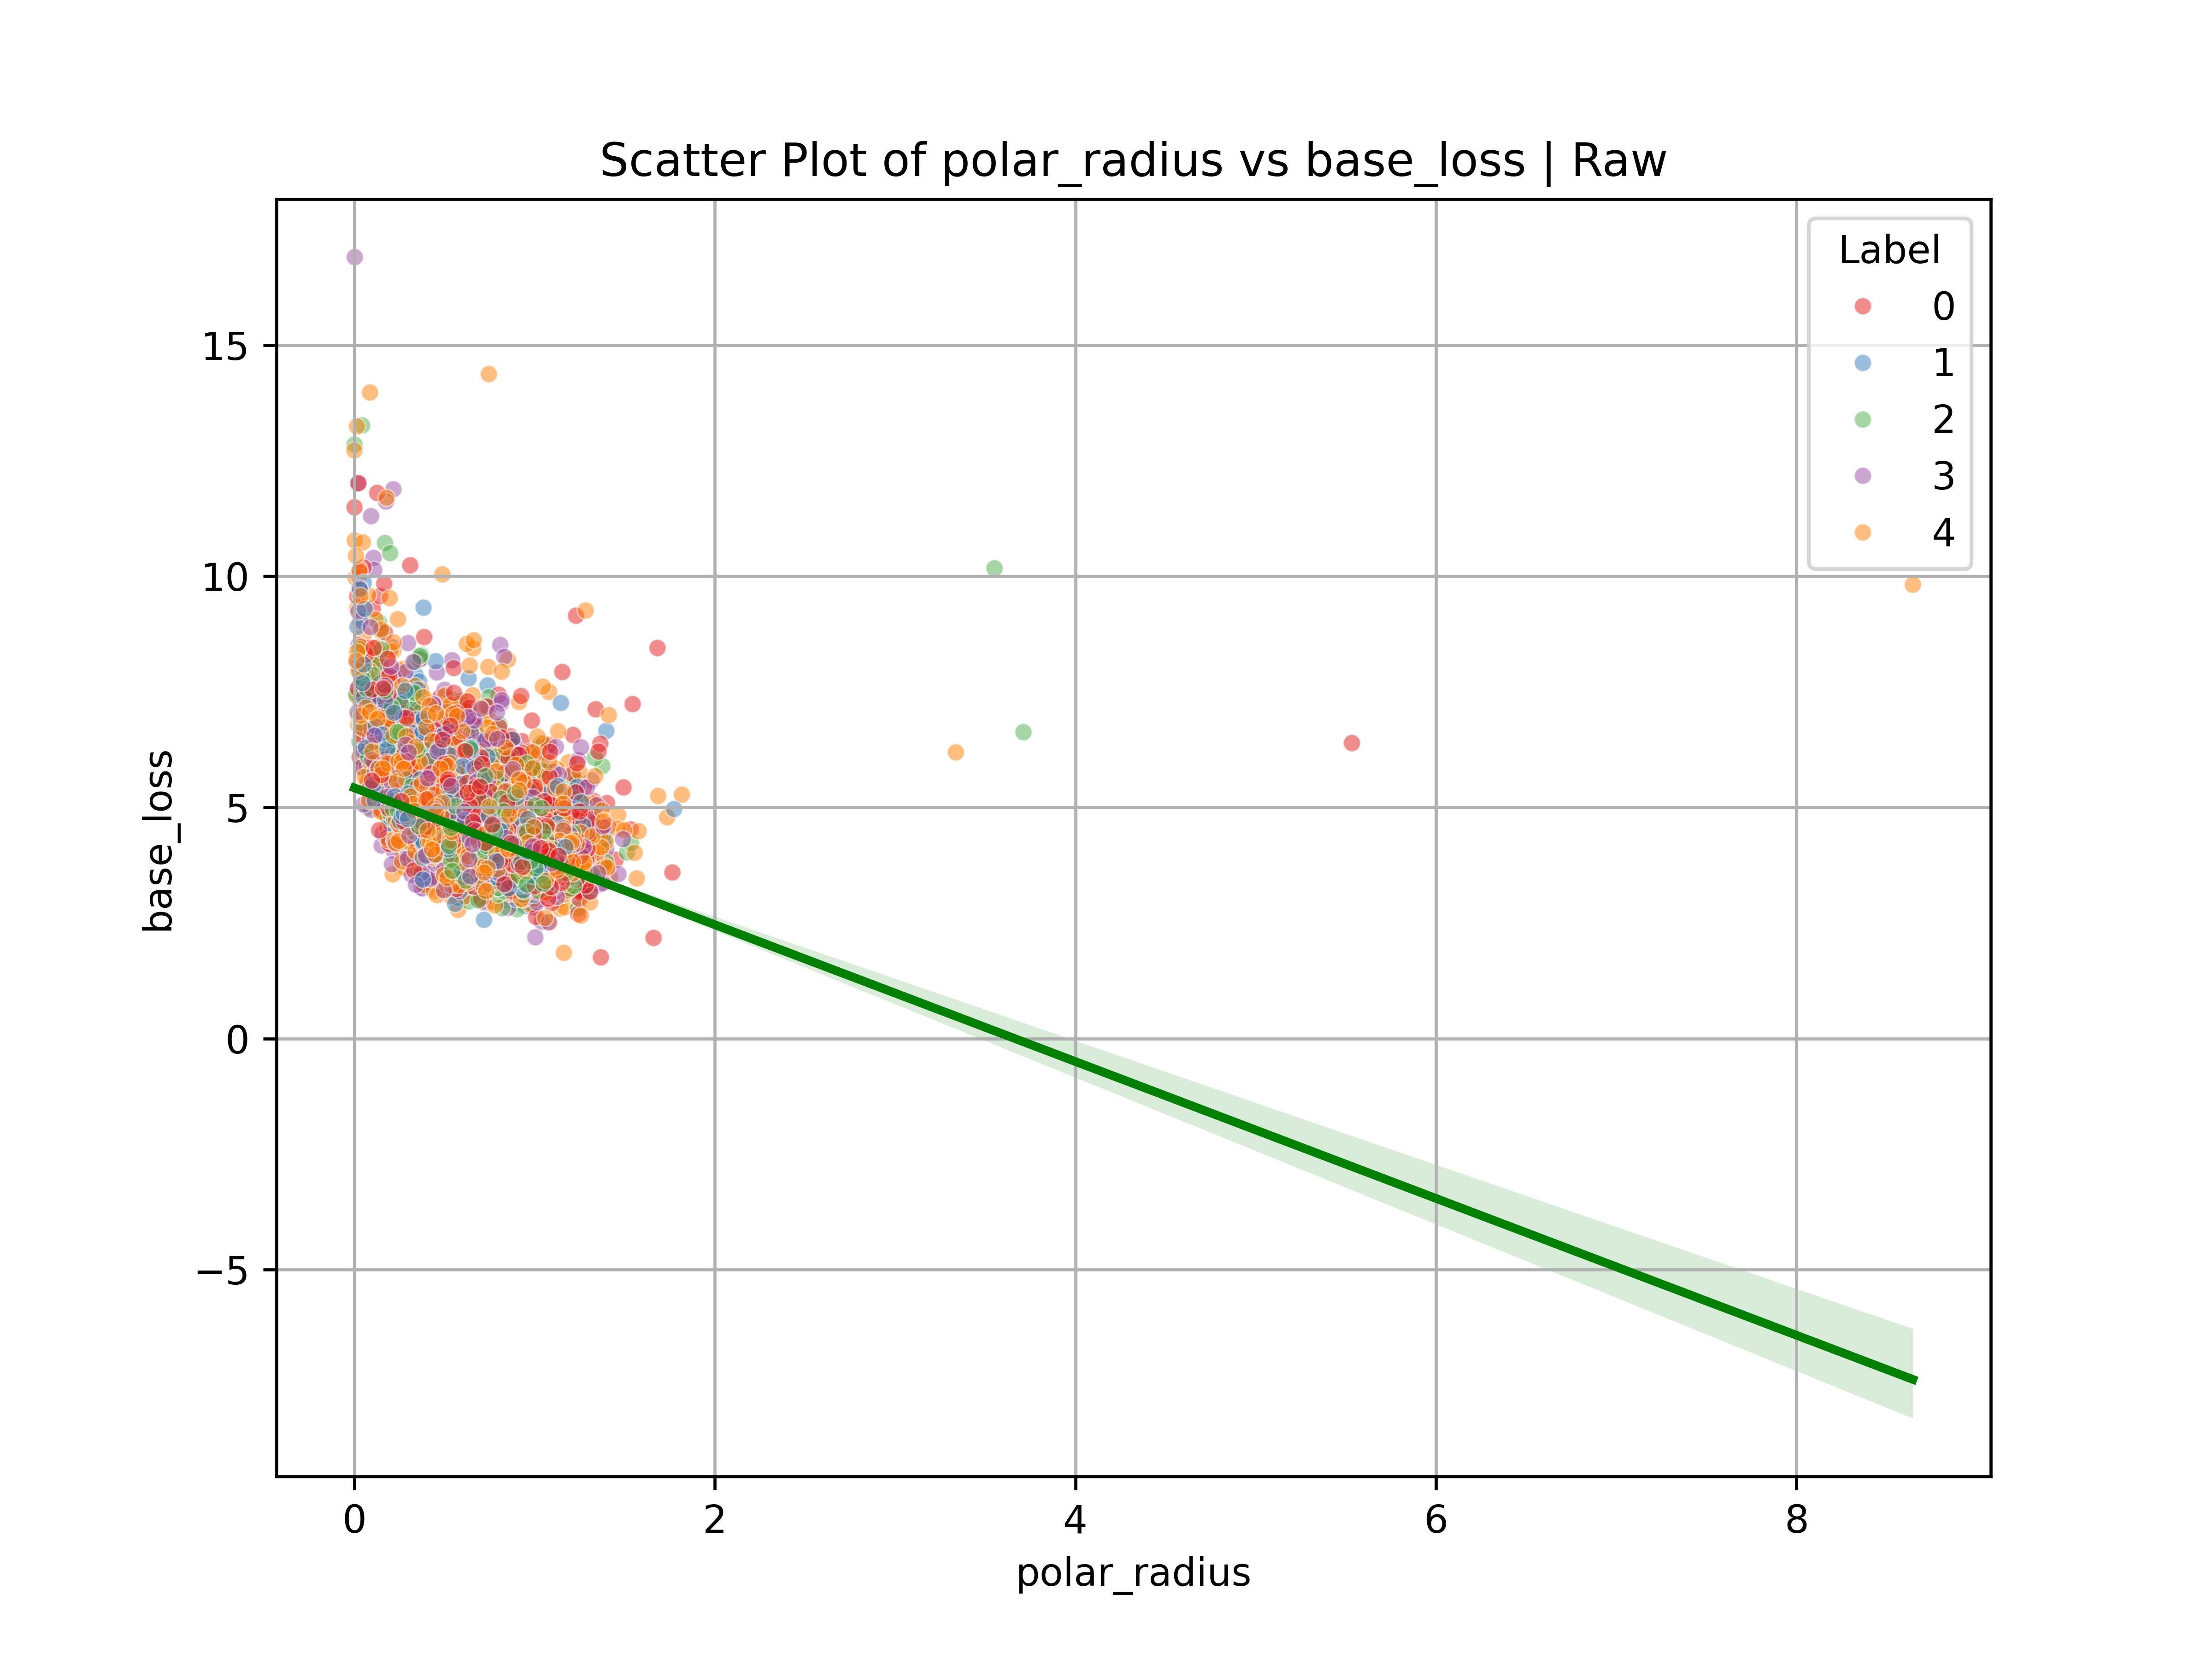 Scatter Plot of polar_radius vs base_loss | Raw
Label
0
1
2
3
4
15
10
5
0
−5
base_loss
0 2 4 6 8
polar_radius